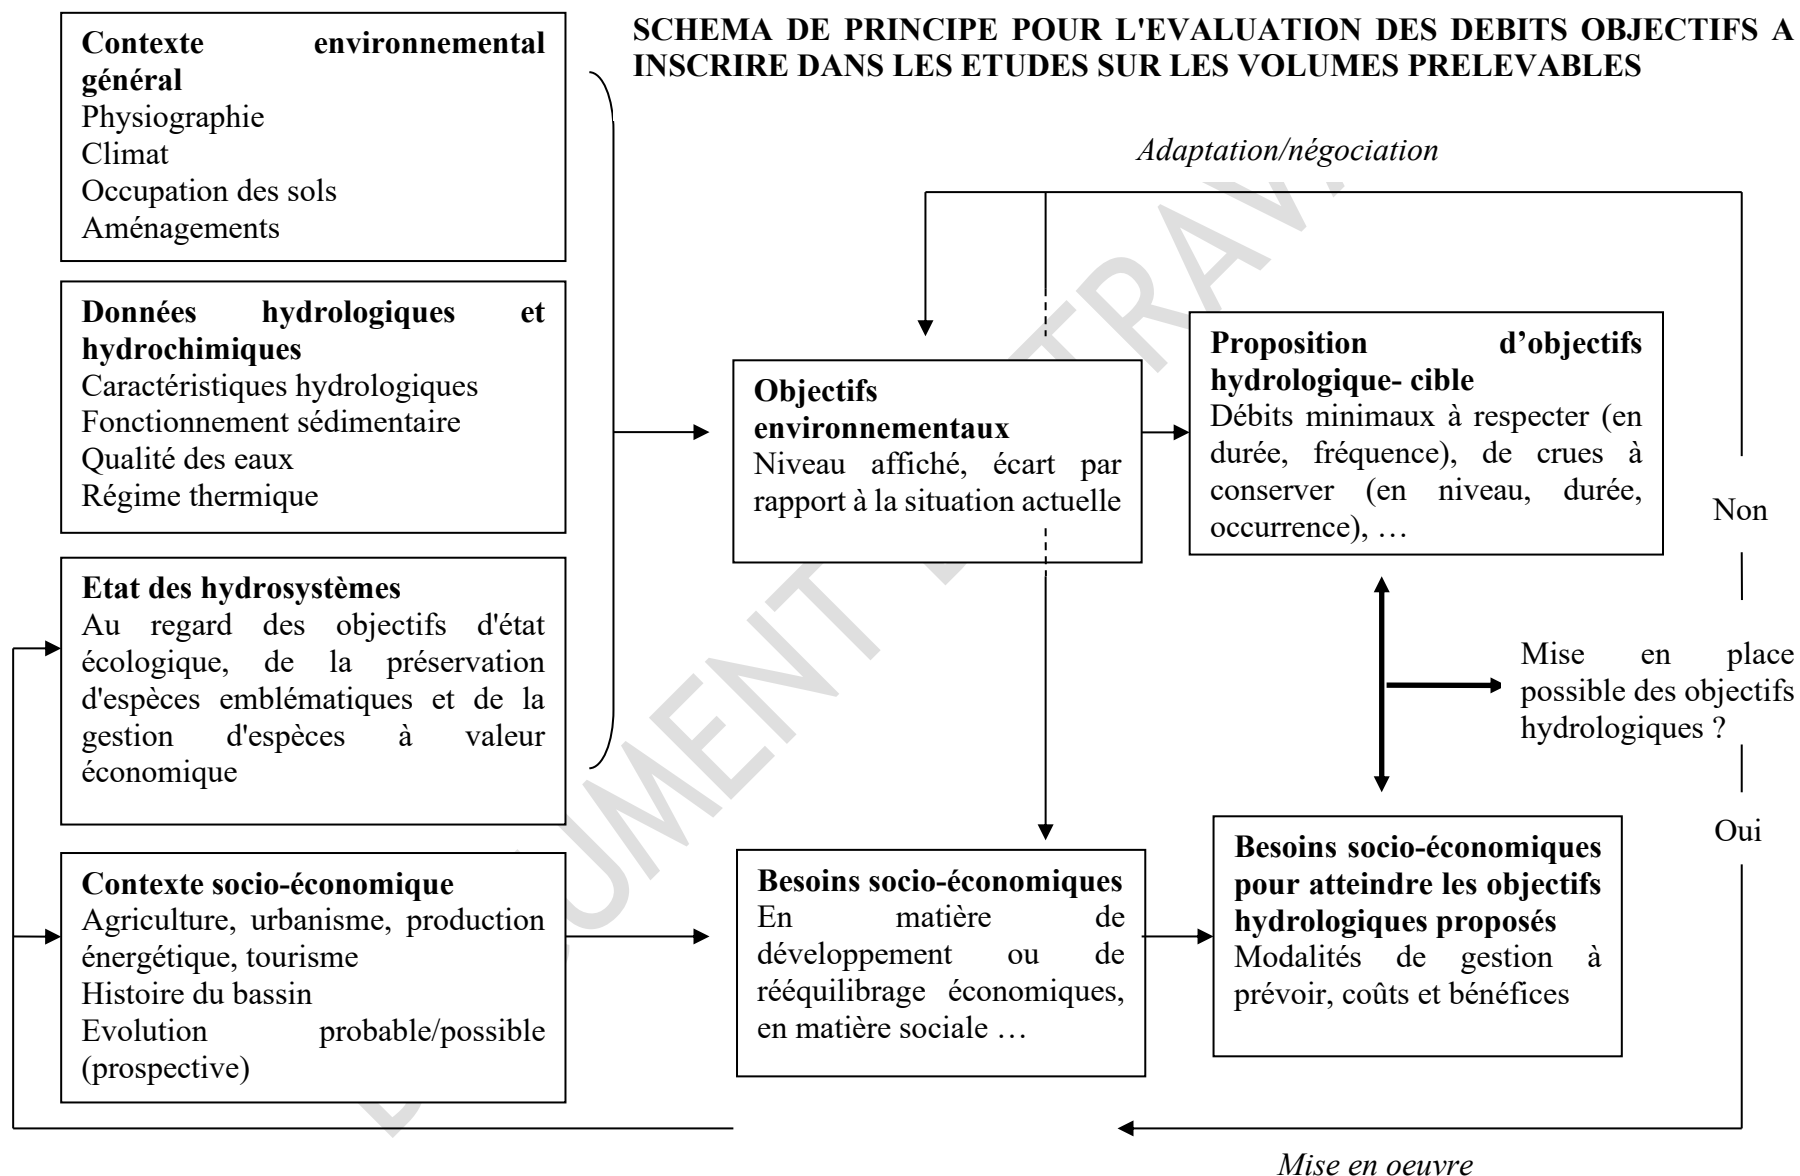 SCHEMA DE PRINCIPE POUR L'EVALUATION DES DEBITS OBJECTIFS A
INSCRIRE DANS LES ETUDES SUR LES VOLUMES PRELEVABLES
Contexte environnemental
général
Physiographie
Climat
Occupation des sols
Aménagements
Données hydrologiques et
hydrochimiques
Caractéristiques hydrologiques
Fonctionnement sédimentaire
Qualité des eaux
Régime thermique
Etat des hydrosystèmes
Au regard des objectifs d'état
écologique, de la préservation
d'espèces emblématiques et de la
gestion d'espèces à valeur
économique
Contexte socio-économique
Agriculture, urbanisme, production
énergétique, tourisme
Histoire du bassin
Evolution probable/possible
(prospective)
Adaptation/négociation
Objectifs
environnementaux
Niveau affiché, écart par
rapport à la situation actuelle
Proposition d’objectifs
hydrologique- cible
Débits minimaux à respecter (en
durée, fréquence), de crues à
conserver (en niveau, durée,
occurrence), …
Non
Mise en place
possible des objectifs
hydrologiques ?
Oui
Besoins socio-économiques
En matière de
développement ou de
rééquilibrage économiques,
en matière sociale …
Besoins socio-économiques
pour atteindre les objectifs
hydrologiques proposés
Modalités de gestion à
prévoir, coûts et bénéfices
Mise en oeuvre